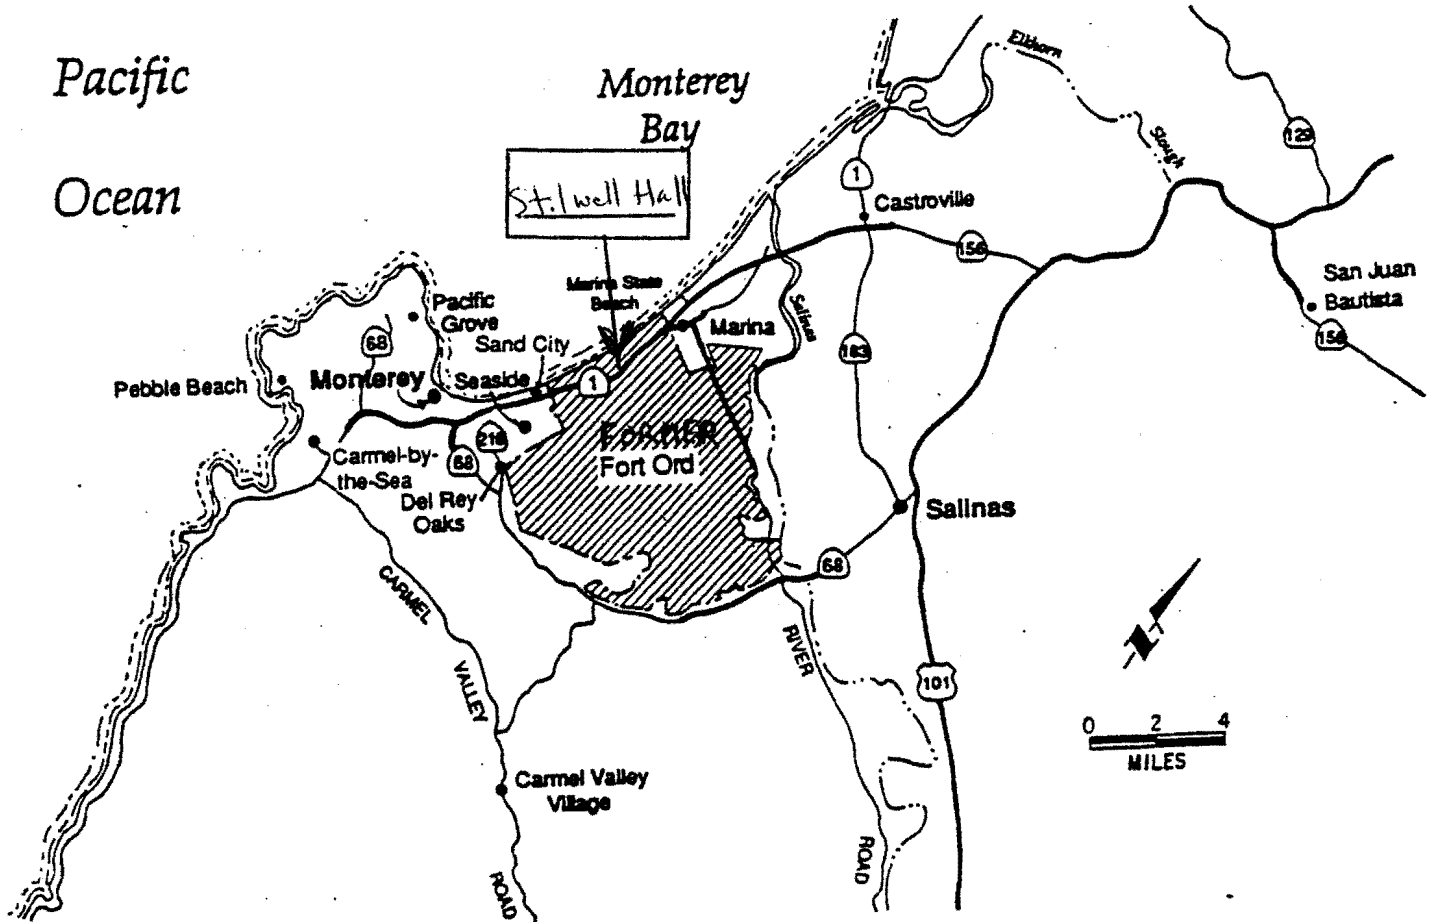 Pacific
Ocean
Monterey
Bay
Stilwell Hall
Elkhorn
Slough
129
1
Castroville
156
San Juan
Bautista
156
Marina State
Beach
Pacific
Grove
Salinas
Marina
68
Sand City
183
Pebble Beach
Monterey
Seaside
1
218
FORMER
Fort Ord
Carmel-by-
the-Sea
68
Del Rey
Oaks
Salinas
68
CARMEL
VALLEY
ROAD
RIVER
ROAD
101
0 2 4
MILES
Carmel Valley
Village